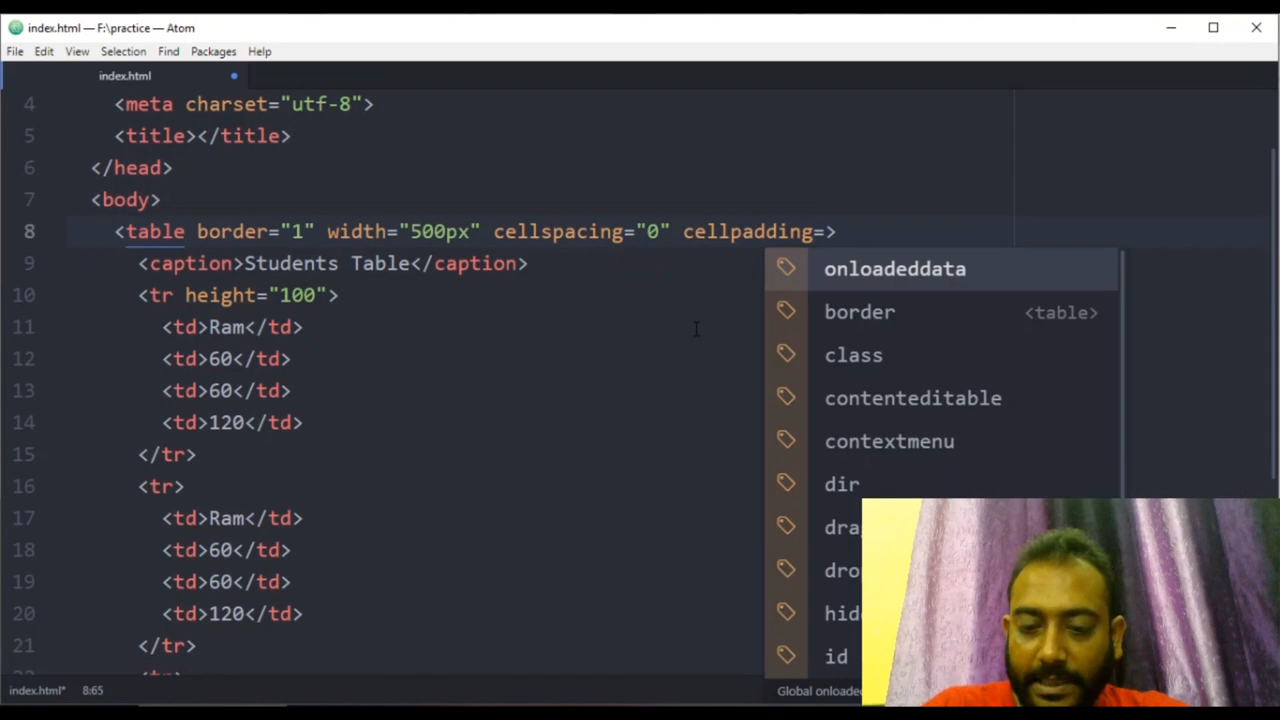 index.html — F:\practice — Atom
File Edit View Selection Find Packages Help
index.html
4 <meta charset="utf-8">
5 <title></title>
6 </head>
7 <body>
8 <table border="1" width="500px" cellspacing="0" cellpadding=>
9 <caption>Students Table</caption>
onloadeddata
10 <tr height="100">
border <table>
11 <td>Ram</td>
12 <td>60</td>
class
13 <td>60</td>
contenteditable
14 <td>120</td>
contextmenu
15 </tr>
16 <tr>
dir
17 <td>Ram</td>
18 <td>60</td>
19 <td>60</td>
20 <td>120</td>
21 </tr>
id
index.html* 8:65
Global